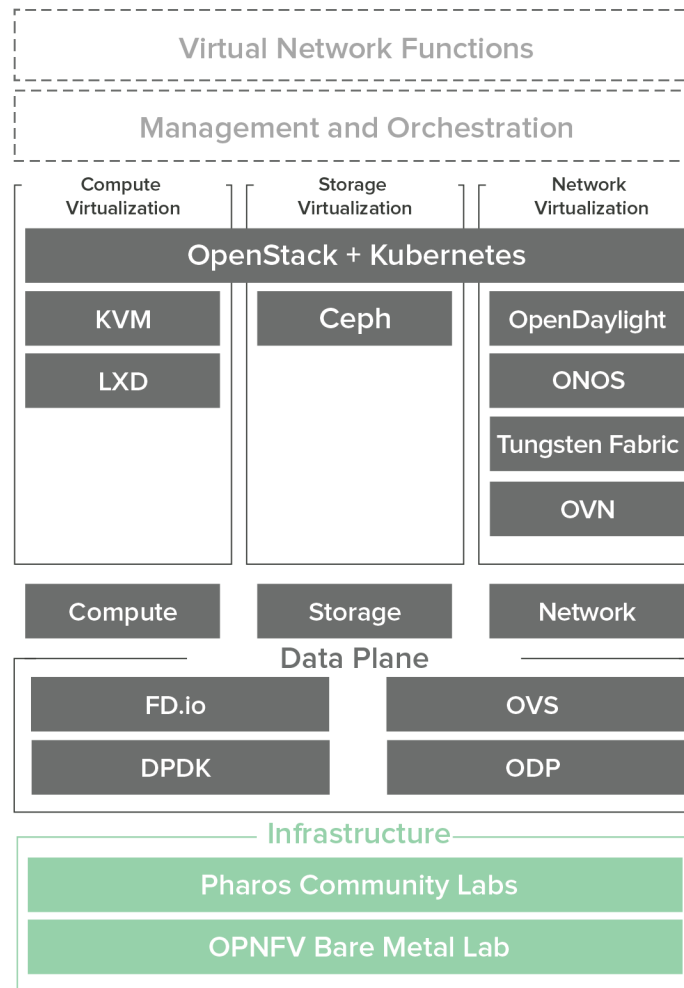 Virtual Network Functions
Management and Orchestration
Compute
Virtualization
Storage
Virtualization
Network
Virtualization
OpenStack + Kubernetes
KVM
Ceph
OpenDaylight
LXD
ONOS
Tungsten Fabric
OVN
Compute
Storage
Network
Data Plane
FD.io
OVS
DPDK
ODP
Infrastructure
Pharos Community Labs
OPNFV Bare Metal Lab